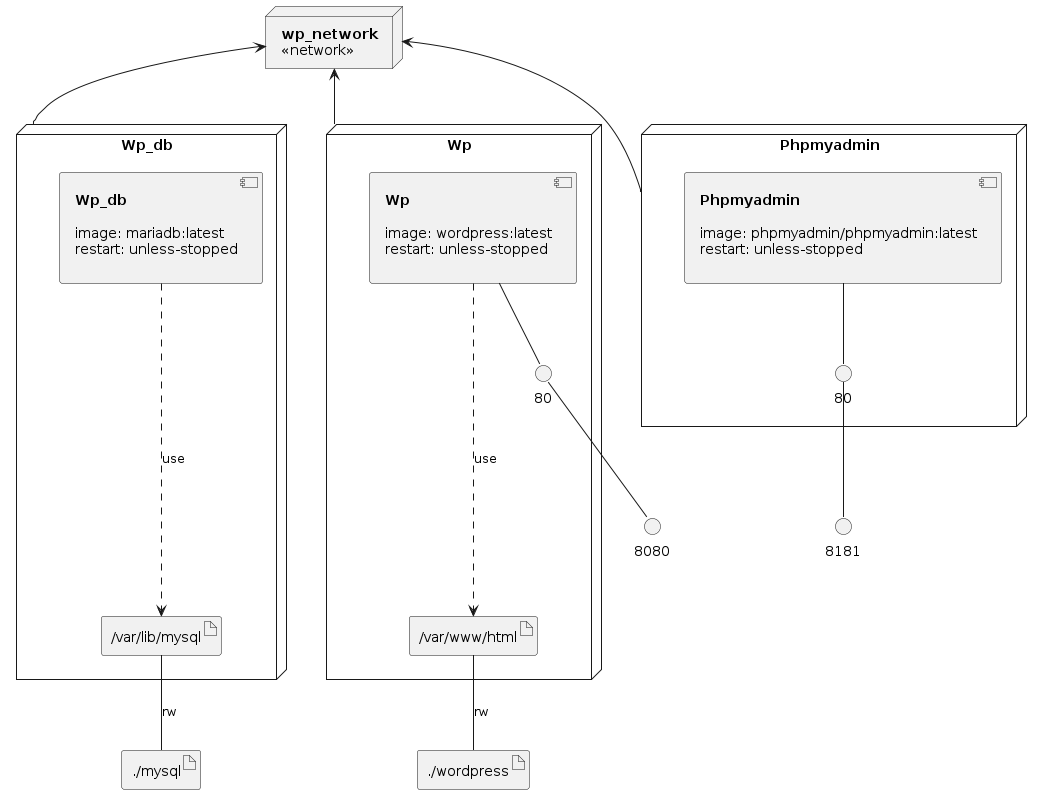 wp_network
«network»
Wp_db
Wp
Phpmyadmin
Wp_db
image: mariadb:latest
restart: unless-stopped
Wp
image: wordpress:latest
restart: unless-stopped
Phpmyadmin
image: phpmyadmin/phpmyadmin:latest
restart: unless-stopped
80
80
use
use
8080
8181
/var/lib/mysql
/var/www/html
rw
rw
./mysql
./wordpress